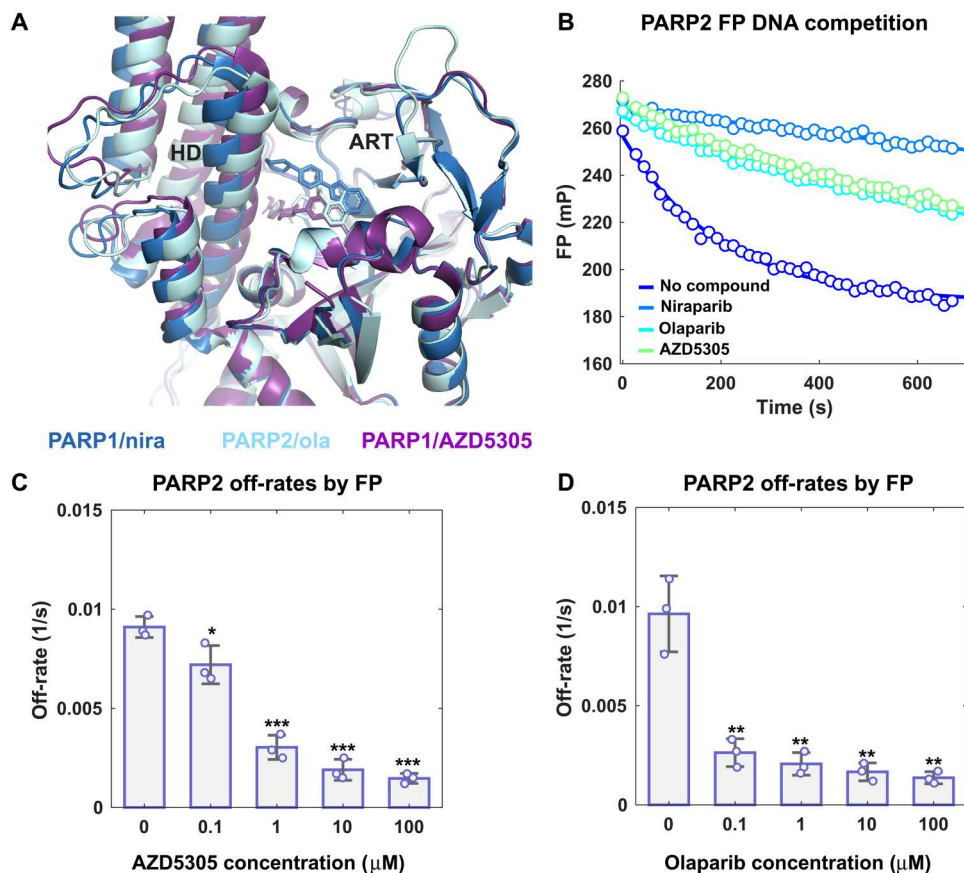 A
HD
ART
PARP1/nira PARP2/ola PARP1/AZD5305
B
PARP2 FP DNA competition
FP (mP)
280
260
240
220
200
180
160
No compound
Niraparib
Olaparib
AZD5305
0 200 400 600
Time (s)
C
PARP2 off-rates by FP
Off-rate (1/s)
0.015
0.01
0.005
0
*
***
***
***
0 0.1 1 10 100
AZD5305 concentration (μM)
D
PARP2 off-rates by FP
Off-rate (1/s)
0.015
0.01
0.005
0
**
**
**
**
0 0.1 1 10 100
Olaparib concentration (μM)